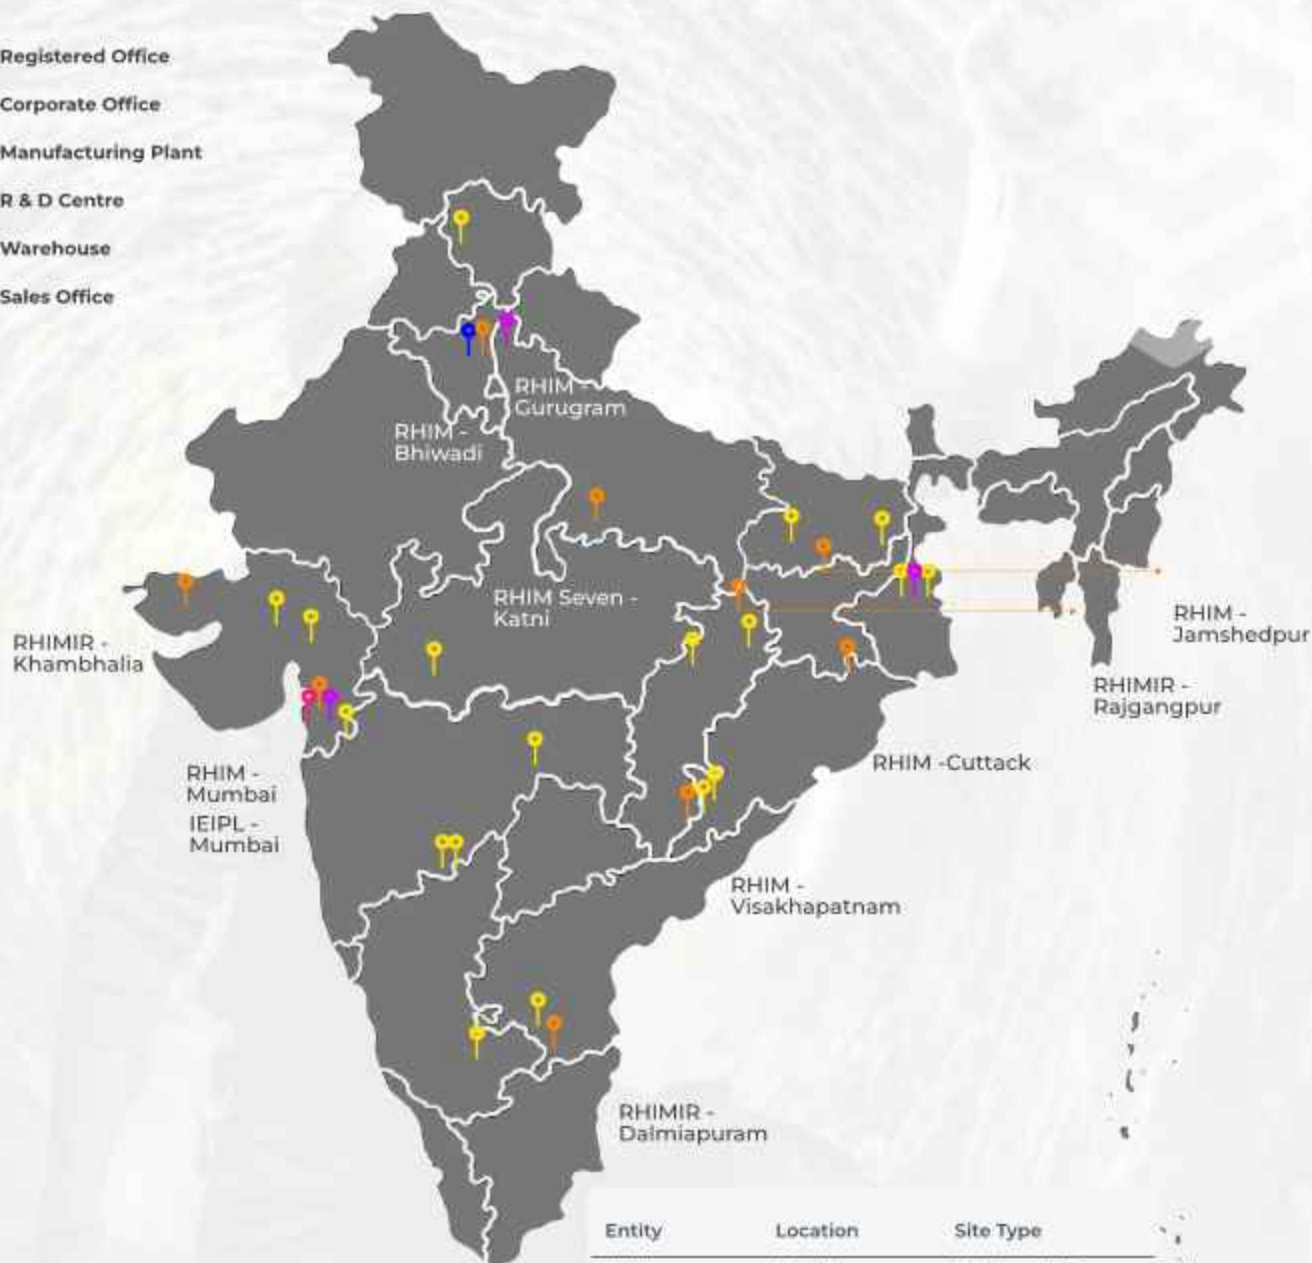 Registered Office
Corporate Office
Manufacturing Plant
R & D Centre
Warehouse
Sales Office
RHIM -
Gurugram
RHIM -
Bhiwadi
RHIM Seven -
Katni
RHIMIR -
Khambhalia
RHIM -
Jamshedpur
RHIMIR -
Rajgangpur
RHIM -
Mumbai
IEIPL -
Mumbai
RHIM -Cuttack
RHIM -
Visakhapatnam
RHIMIR -
Dalmiapuram
Entity Location Site Type